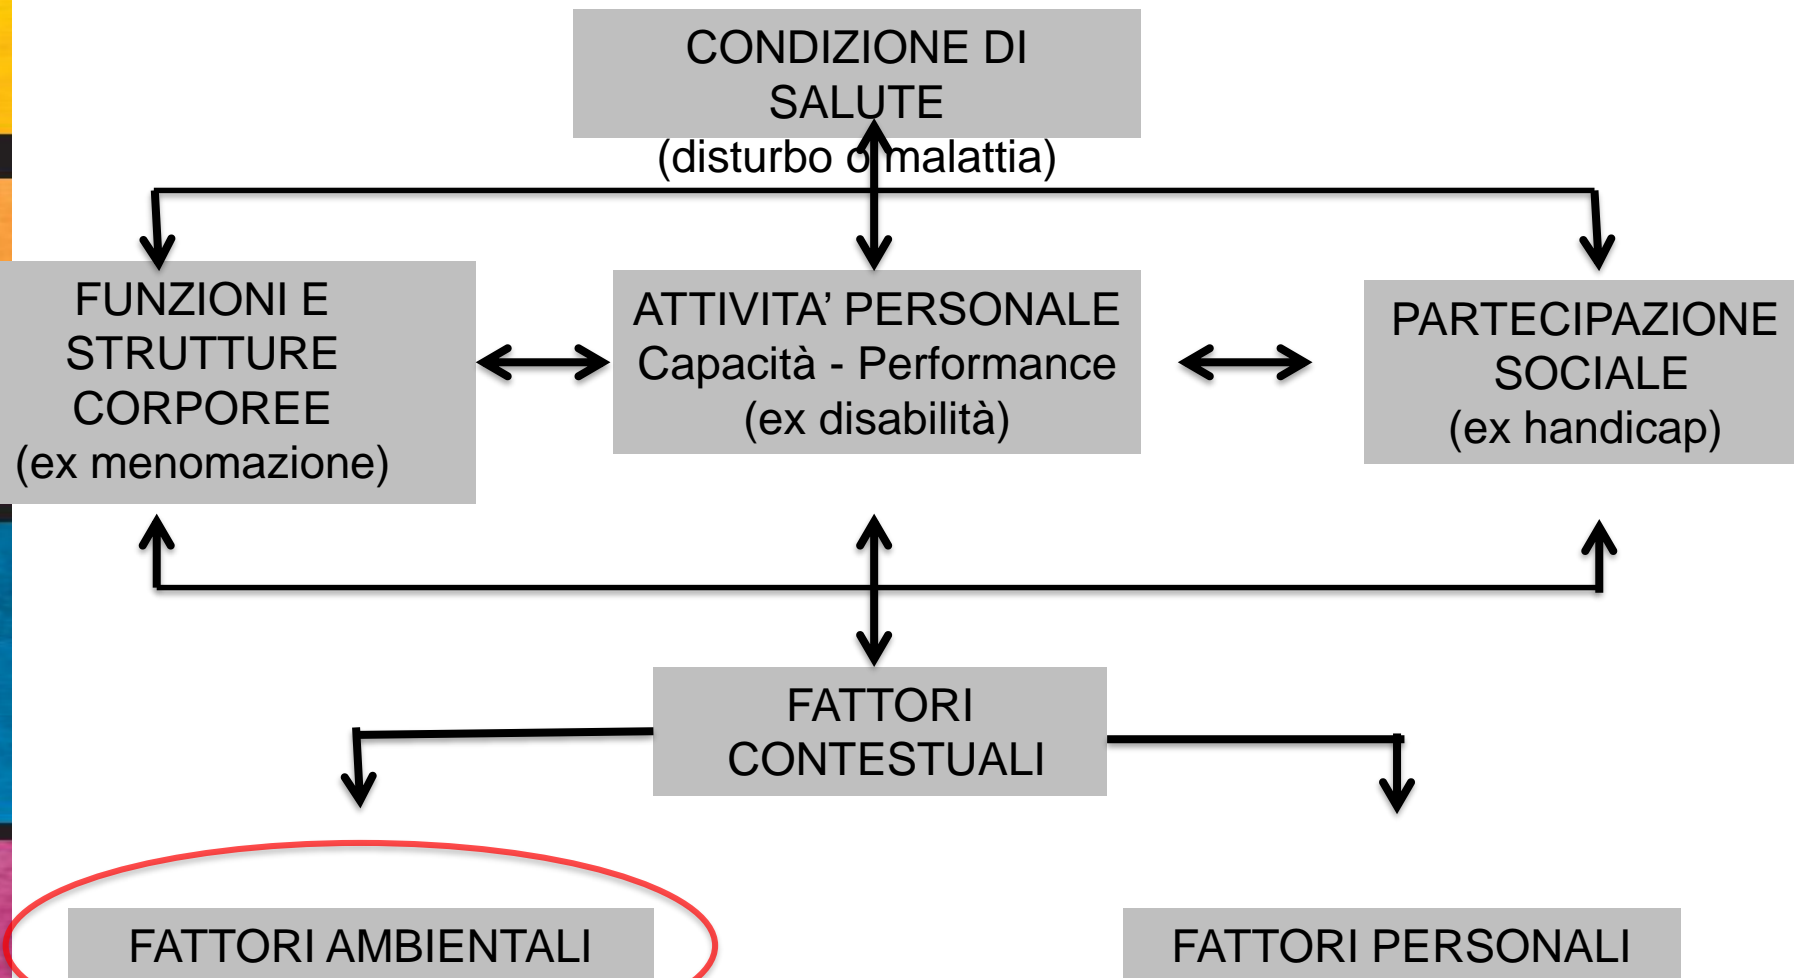 CONDIZIONE DI
SALUTE
(disturbo o malattia)
FUNZIONI E
STRUTTURE
CORPOREE
(ex menomazione)
ATTIVITA’ PERSONALE
Capacità - Performance
(ex disabilità)
PARTECIPAZIONE
SOCIALE
(ex handicap)
FATTORI
CONTESTUALI
FATTORI AMBIENTALI
FATTORI PERSONALI